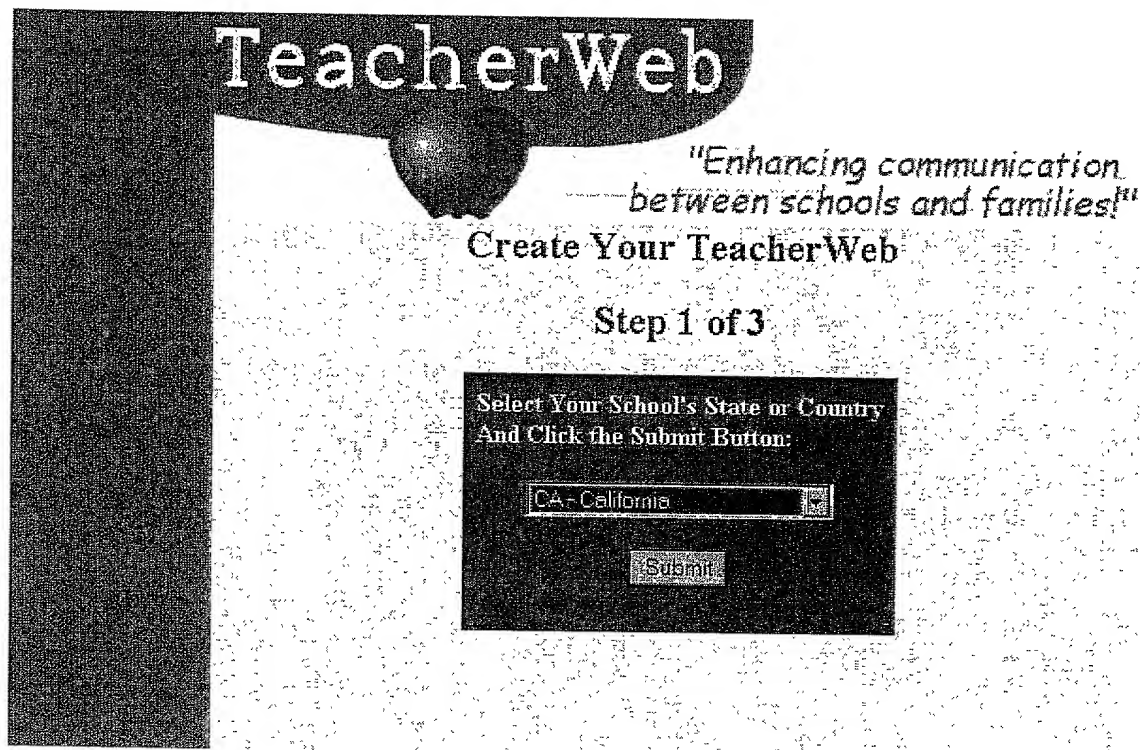 TeacherWeb
"Enhancing communication
between schools and families!"
Create Your TeacherWeb
Step 1 of 3
Select Your School's State or Country
And Click the Submit Button:
CA - California
Submit